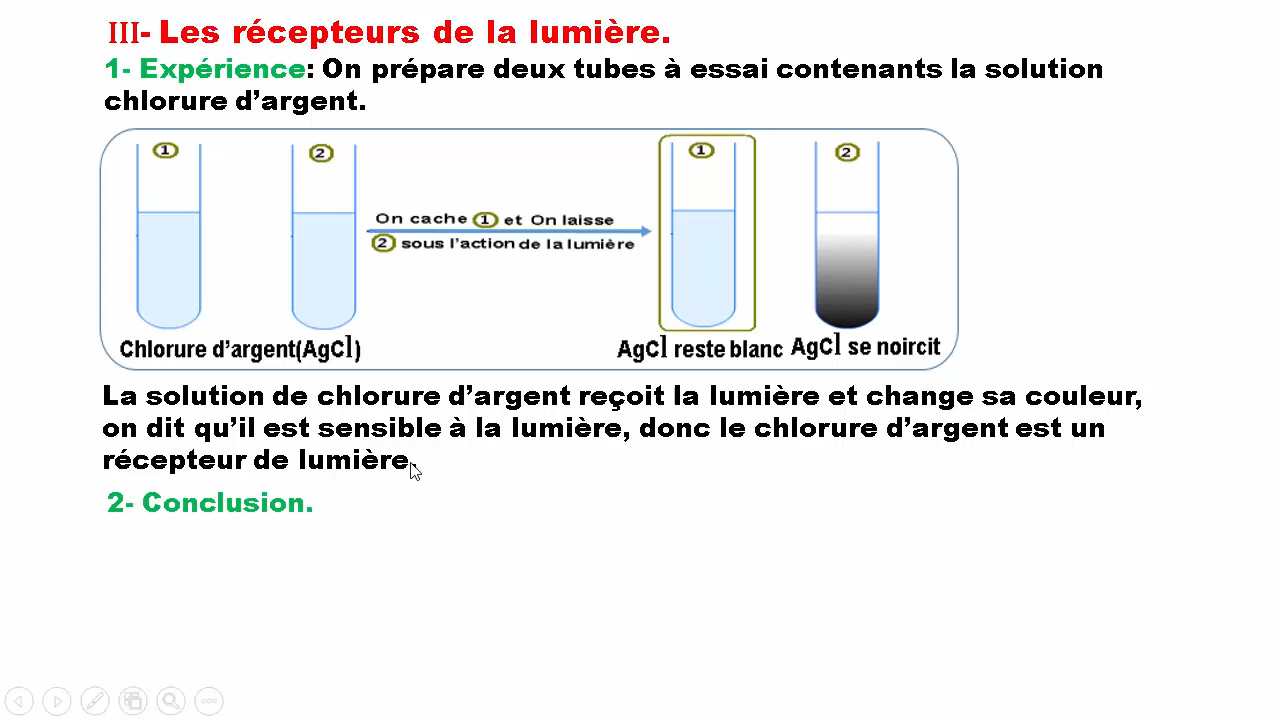 III- Les récepteurs de la lumière.
1- Expérience: On prépare deux tubes à essai contenants la solution
chlorure d’argent.
1 2 1 2
On cache 1 et On laisse
2 sous l’action de la lumière
Chlorure d’argent(AgCl) AgCl reste blanc AgCl se noircit
La solution de chlorure d’argent reçoit la lumière et change sa couleur,
on dit qu’il est sensible à la lumière, donc le chlorure d’argent est un
récepteur de lumière.
2- Conclusion.